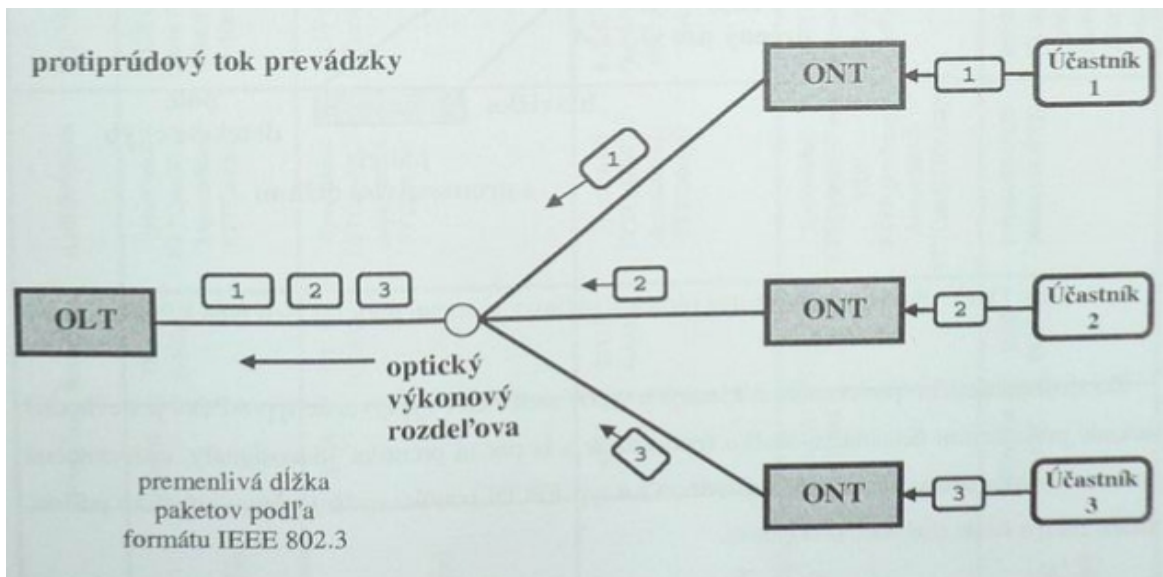 protiprúdový tok prevádzky
ONT
1
Účastník
1
1
1
2
3
2
OLT
ONT
2
Účastník
2
optický
výkonový
rozdeľova
3
ONT
3
Účastník
3
premenlivá dĺžka
paketov podľa
formátu IEEE 802.3